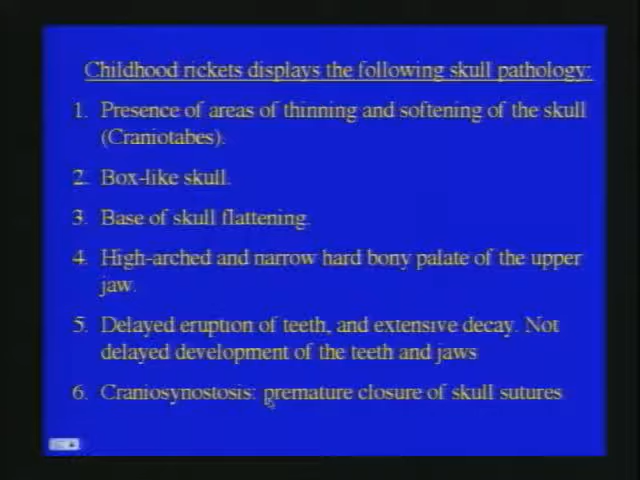 Childhood rickets displays the following skull pathology:
1. Presence of areas of thinning and softening of the skull
(Craniotabes).
2. Box-like skull.
3. Base of skull flattening.
4. High-arched and narrow hard bony palate of the upper
jaw.
5. Delayed eruption of teeth, and extensive decay. Not
delayed development of the teeth and jaws
6. Craniosynostosis: premature closure of skull sutures